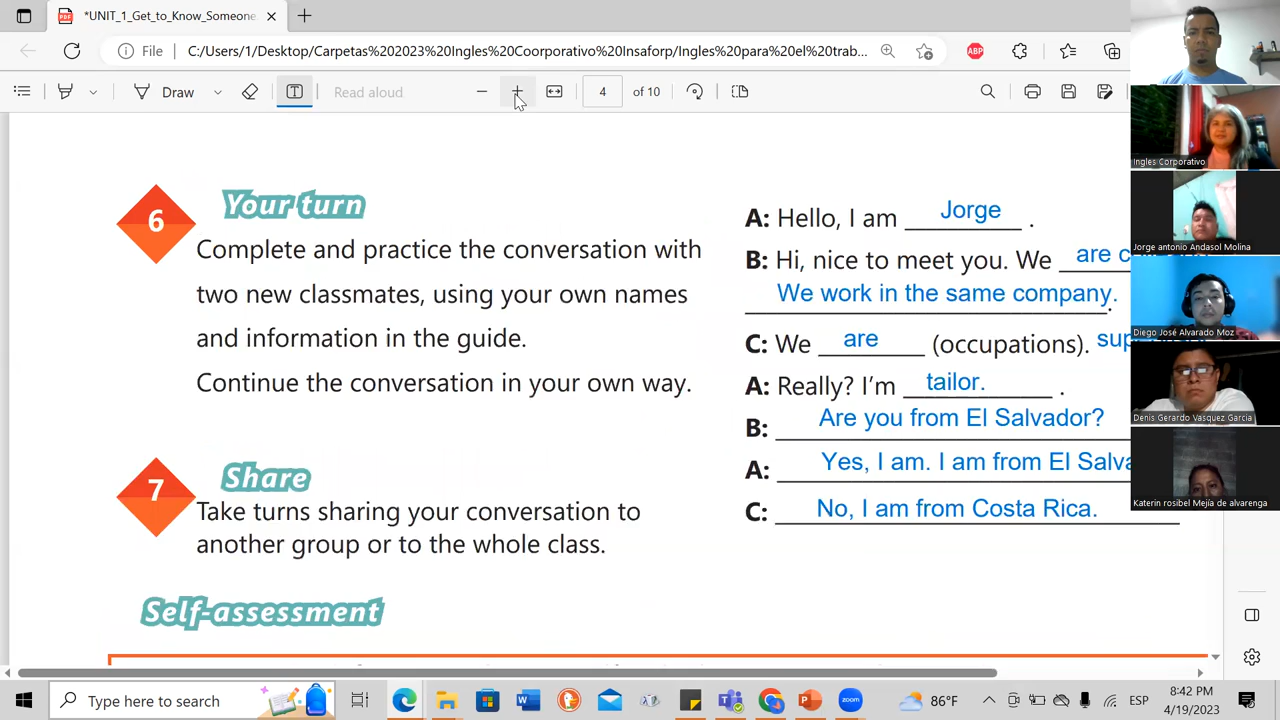 *UNIT_1_Get_to_Know_Someone.
File C:/Users/1/Desktop/Carpetas%202023%20Ingles%20Coorporativo%20Insaforp/Ingles%20para%20el%20trab...
Draw Read aloud 4 of 10
6 Your turn
Complete and practice the conversation with
two new classmates, using your own names
and information in the guide.
Continue the conversation in your own way.
7 Share
Take turns sharing your conversation to
another group or to the whole class.
Self-assessment
A: Hello, I am Jorge .
B: Hi, nice to meet you. We are c
We work in the same company.
C: We are (occupations). sup
A: Really? I'm tailor. .
B: Are you from El Salvador?
A: Yes, I am. I am from El Salva
C: No, I am from Costa Rica.
Ingles Corporativo
Jorge antonio Andasol Molina
Diego José Alvarado Moz
Denis Gerardo Vasquez Garcia
Katerin rosibel Mejía de alvarenga
Type here to search
86°F ESP 8:42 PM
4/19/2023